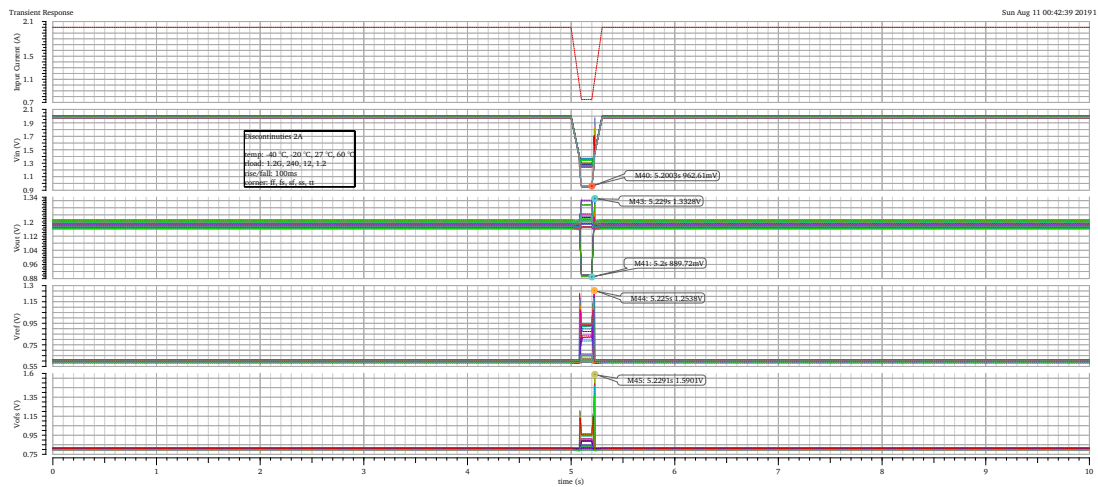 Transient Response
Sun Aug 11 00:42:39 2019 1
Input Current (A)
2.1
1.5
1.1
0.7
Vin (V)
2.1
1.9
1.7
1.5
1.3
1.1
0.9
Discontinuties 2A
temp: -40 °C, -20 °C, 27 °C, 60 °C
rload: 1.2G, 240, 12, 1.2
rise/fall: 100ms
corner: ff, fs, sf, ss, tt
M40: 5.2003s 962.61mV
Vout (V)
1.34
1.2
1.12
1.04
0.96
0.88
M43: 5.229s 1.3328V
M41: 5.2s 889.72mV
Vref (V)
1.3
1.15
0.95
0.75
0.55
M44: 5.225s 1.2538V
Vofs (V)
1.6
1.35
1.15
0.95
0.75
M45: 5.2291s 1.5901V
0 1 2 3 4 5 6 7 8 9 10
time (s)